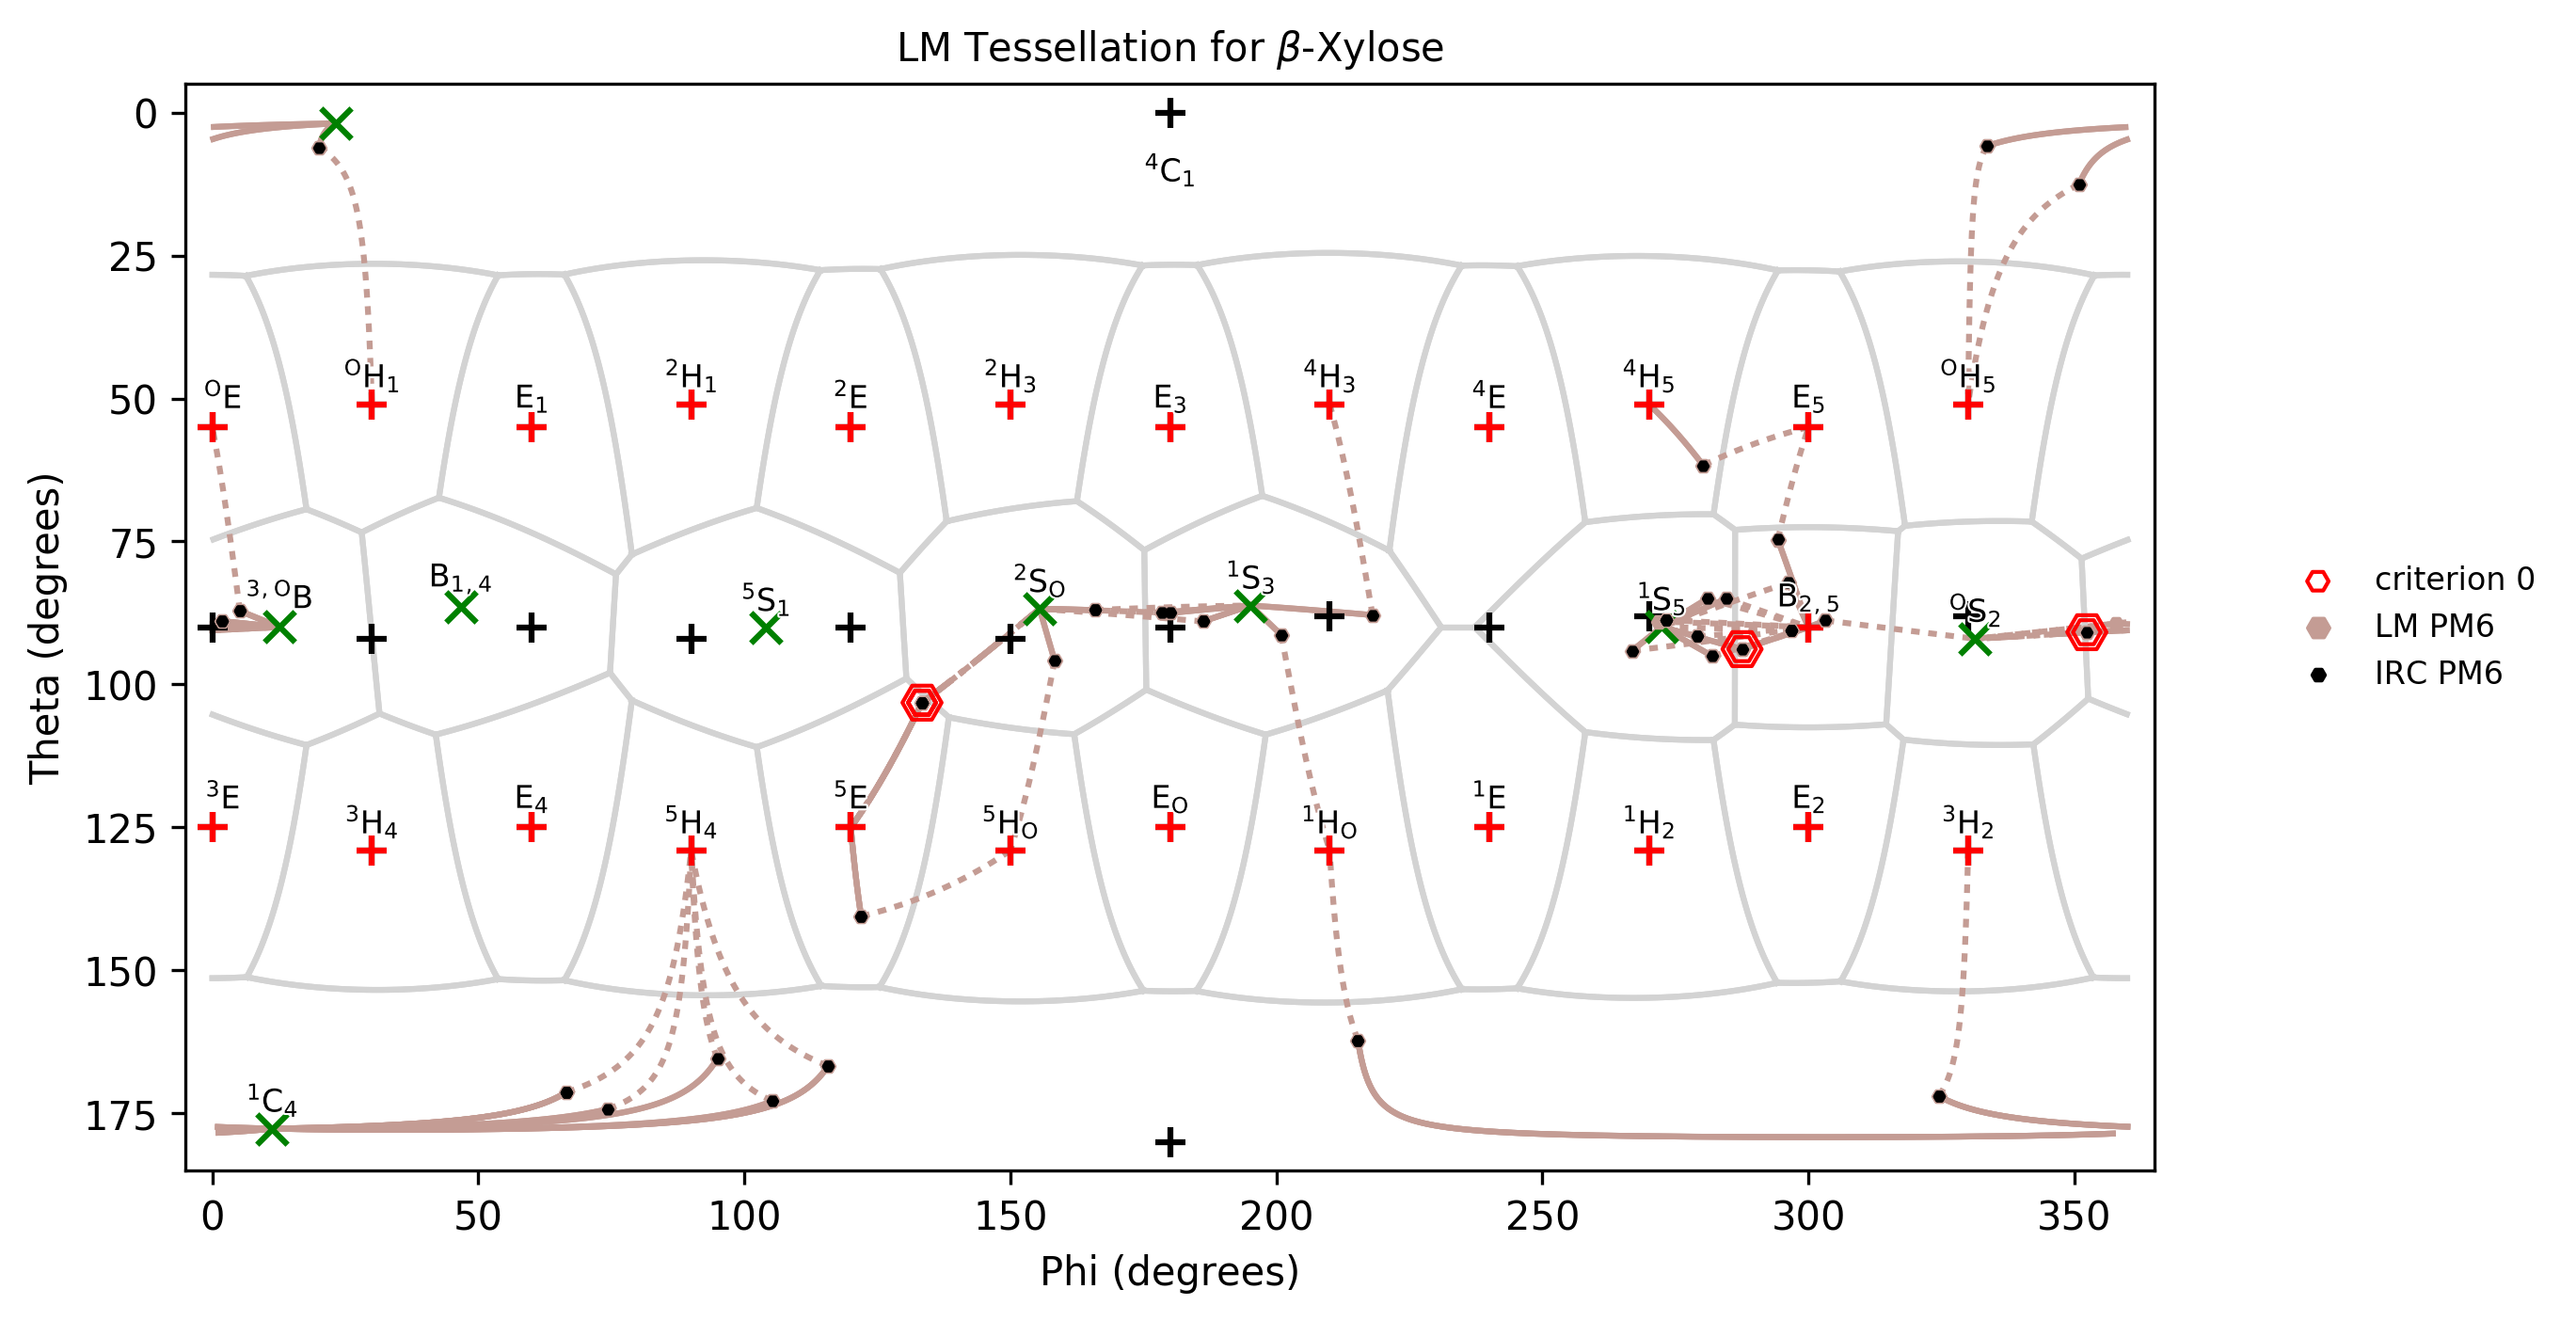 LM Tessellation for β-Xylose
Theta (degrees)
0
25
50
75
100
125
150
175
⁴C₁
ᴼE
ᴼH₁
E₁
²H₁
²E
²H₃
E₃
⁴H₃
⁴E
⁴H₅
E₅
ᴼH₅
³,ᴼB
B₁,₄
⁵S₁
²Sₒ
¹S₃
¹S₅
B₂,₅
ᴼS₂
³E
³H₄
E₄
⁵H₄
⁵E
⁵Hₒ
Eₒ
¹Hₒ
¹E
¹H₂
E₂
³H₂
¹C₄
0 50 100 150 200 250 300 350
Phi (degrees)
criterion 0
LM PM6
IRC PM6